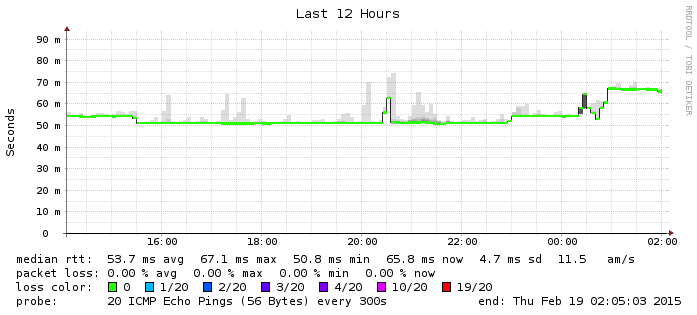 Last 12 Hours
RRDTOOL / TOBI OETIKER
Seconds
90 m
80 m
70 m
60 m
50 m
40 m
30 m
20 m
10 m
0
16:00 18:00 20:00 22:00 00:00 02:00
median rtt: 53.7 ms avg 67.1 ms max 50.8 ms min 65.8 ms now 4.7 ms sd 11.5 am/s
packet loss: 0.00 % avg 0.00 % max 0.00 % min 0.00 % now
loss color: 0 1/20 2/20 3/20 4/20 10/20 19/20
probe: 20 ICMP Echo Pings (56 Bytes) every 300s end: Thu Feb 19 02:05:03 2015